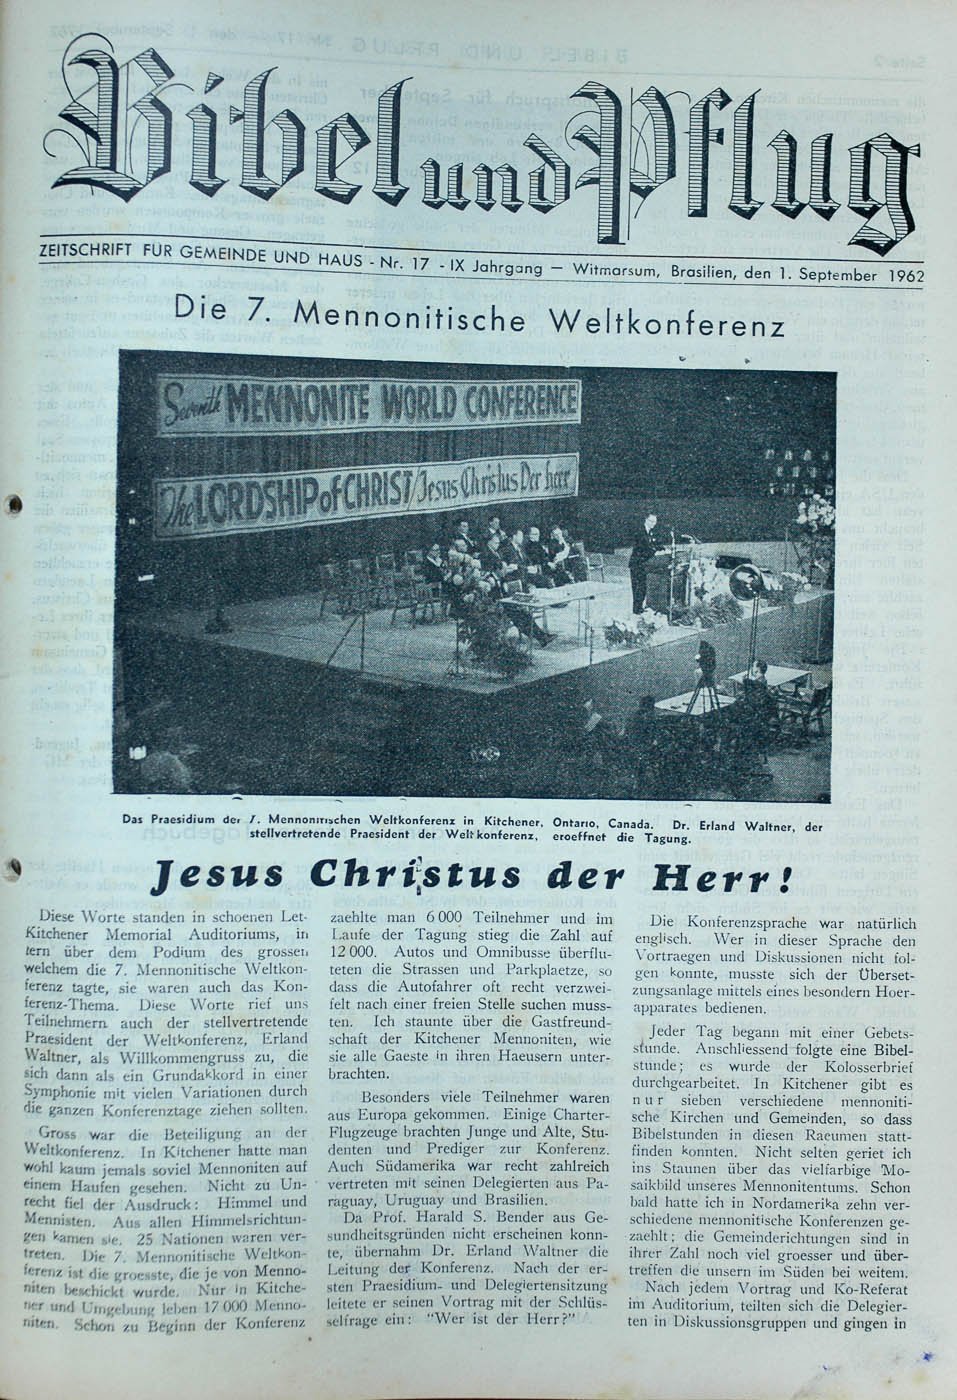 Bibel und Pflug
ZEITSCHRIFT FÜR GEMEINDE UND HAUS - Nr. 17 - IX Jahrgang — Witmarsum, Brasilien, den 1. September 1962
Die 7. Mennonitische Weltkonferenz
Seventh MENNONITE WORLD CONFERENCE
The LORDSHIP of CHRIST / Jesus Christus Der Herr
Das Praesidium der 7. Mennonitischen Weltkonferenz in Kitchener, Ontario, Canada. Dr. Erland Waltner, der
stellvertretende Praesident der Weltkonferenz, eroeffnet die Tagung.
Jesus Christus der Herr!
Diese Worte standen in schoenen Let-
Kitchener Memorial Auditoriums, in
tern über dem Podium des grossen
welchem die 7. Mennonitische Weltkon-
ferenz tagte, sie waren auch das Kon-
ferenz-Thema. Diese Worte rief uns
Teilnehmern auch der stellvertretende
Praesident der Weltkonferenz, Erland
Waltner, als Willkommengruss zu, die
sich dann als ein Grundakkord in einer
Symphonie mit vielen Variationen durch
die ganzen Konferenztage ziehen sollten.
Gross war die Beteiligung an der
Weltkonferenz. In Kitchener hatte man
wohl kaum jemals soviel Mennoniten auf
einem Haufen gesehen. Nicht zu Un-
recht fiel der Ausdruck: Himmel und
Mennisten. Aus allen Himmelsrichtun-
gen kamen sie. 25 Nationen waren ver-
treten. Die 7. Mennonitische Weltkon-
ferenz ist die groesste, die je von Menno-
niten beschickt wurde. Nur in Kitche-
ner und Umgebung leben 17 000 Menno-
niten. Schon zu Beginn der Konferenz
zaehlte man 6 000 Teilnehmer und im
Laufe der Tagung stieg die Zahl auf
12 000. Autos und Omnibusse überflu-
teten die Strassen und Parkplaetze, so
dass die Autofahrer oft recht verzwei-
felt nach einer freien Stelle suchen muss-
ten. Ich staunte über die Gastfreund-
schaft der Kitchener Mennoniten, wie
sie alle Gaeste in ihren Haeusern unter-
brachten.
Besonders viele Teilnehmer waren
aus Europa gekommen. Einige Charter-
Flugzeuge brachten Junge und Alte, Stu-
denten und Prediger zur Konferenz.
Auch Südamerika war recht zahlreich
vertreten mit seinen Delegierten aus Pa-
raguay, Uruguay und Brasilien.
Da Prof. Harald S. Bender aus Ge-
sundheitsgründen nicht erscheinen konn-
te, übernahm Dr. Erland Waltner die
Leitung der Konferenz. Nach der er-
sten Praesidium- und Delegiertensitzung
leitete er seinen Vortrag mit der Schlüs-
selfrage ein: "Wer ist der Herr?"
Die Konferenzsprache war natürlich
englisch. Wer in dieser Sprache den
Vortraegen und Diskussionen nicht fol-
gen konnte, musste sich der Überset-
zungsanlage mittels eines besondern Hoer-
apparates bedienen.
Jeder Tag begann mit einer Gebets-
stunde. Anschliessend folgte eine Bibel-
stunde; es wurde der Kolosserbrief
durchgearbeitet. In Kitchener gibt es
nur sieben verschiedene mennoniti-
sche Kirchen und Gemeinden, so dass
Bibelstunden in diesen Raeumen statt-
finden konnten. Nicht selten geriet ich
ins Staunen über das vielfarbige Mo-
saikbild unseres Mennonitentums. Schon
bald hatte ich in Nordamerika zehn ver-
schiedene mennonitische Konferenzen ge-
zaehlt; die Gemeinderichtungen sind in
ihrer Zahl noch viel groesser und über-
treffen die unsern im Süden bei weitem.
Nach jedem Vortrag und Ko-Referat
im Auditorium, teilten sich die Delegier-
ten in Diskussionsgruppen und gingen in